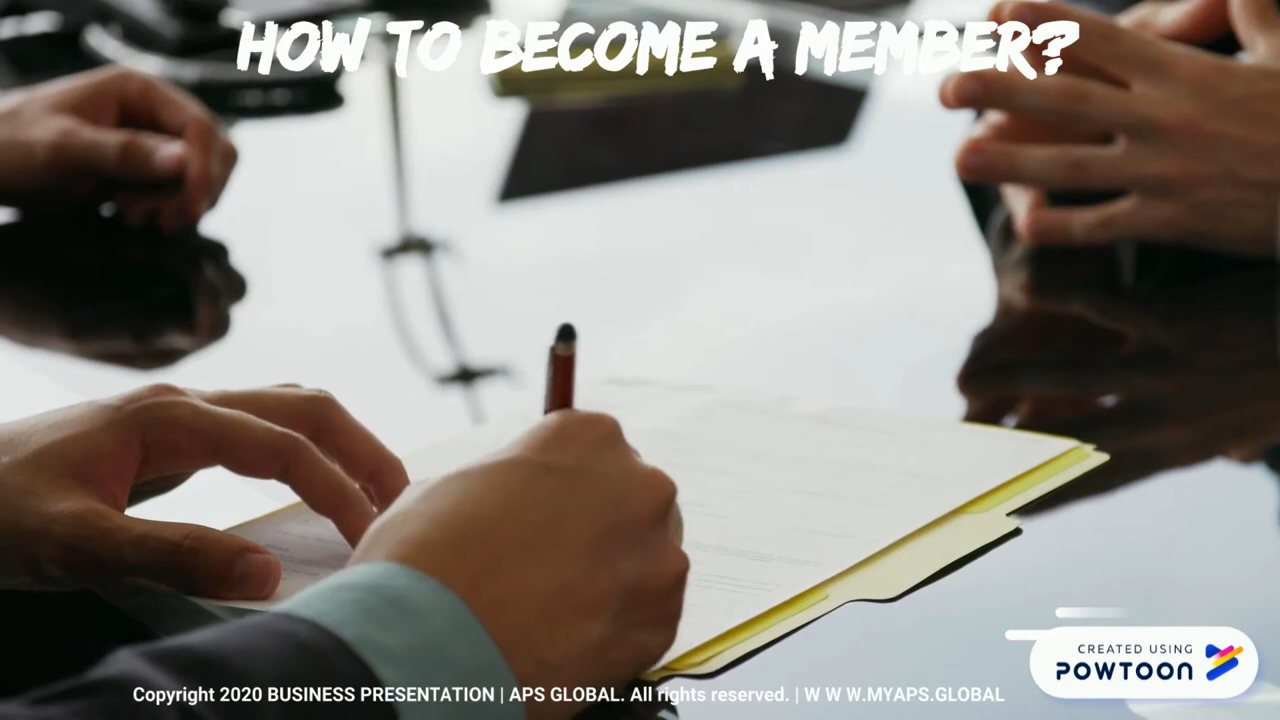 HOW TO BECOME A MEMBER?
CREATED USING
POWTOON
Copyright 2020 BUSINESS PRESENTATION | APS GLOBAL. All rights reserved. | W W W.MYAPS.GLOBAL